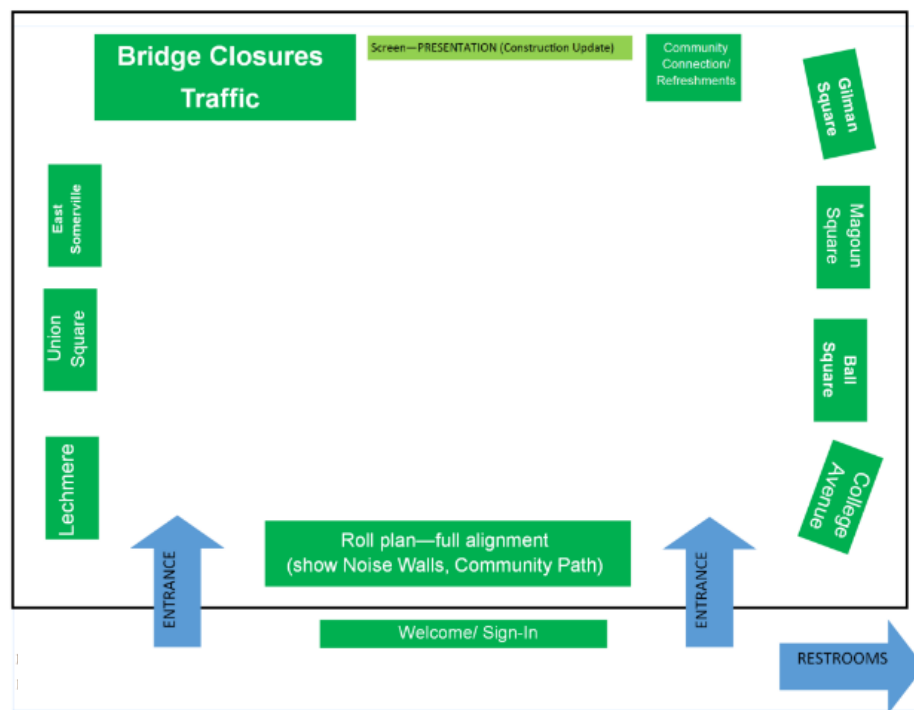 Bridge Closures
Traffic
Screen—PRESENTATION (Construction Update)
Community
Connection/
Refreshments
Gilman
Square
East
Somerville
Magoun
Square
Union
Square
Ball
Square
Lechmere
College
Avenue
ENTRANCE
Roll plan—full alignment
(show Noise Walls, Community Path)
ENTRANCE
Welcome/ Sign-In
RESTROOMS